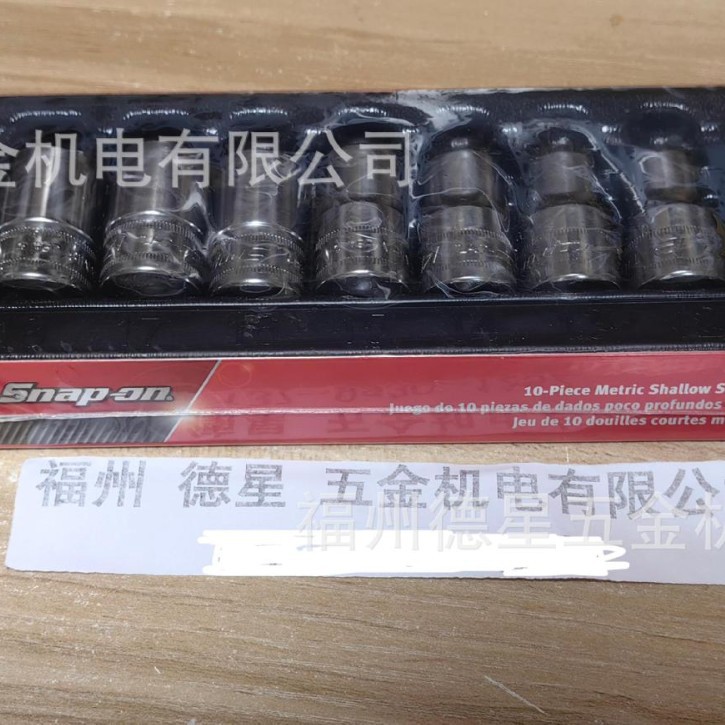 金机电有限公司
Snap-on
10-Piece Metric Shallow S
Juego de 10 piezas de dados poco profundos
Jeu de 10 douilles courtes m
福州 德星 五金机电有限公
福州德星五金机